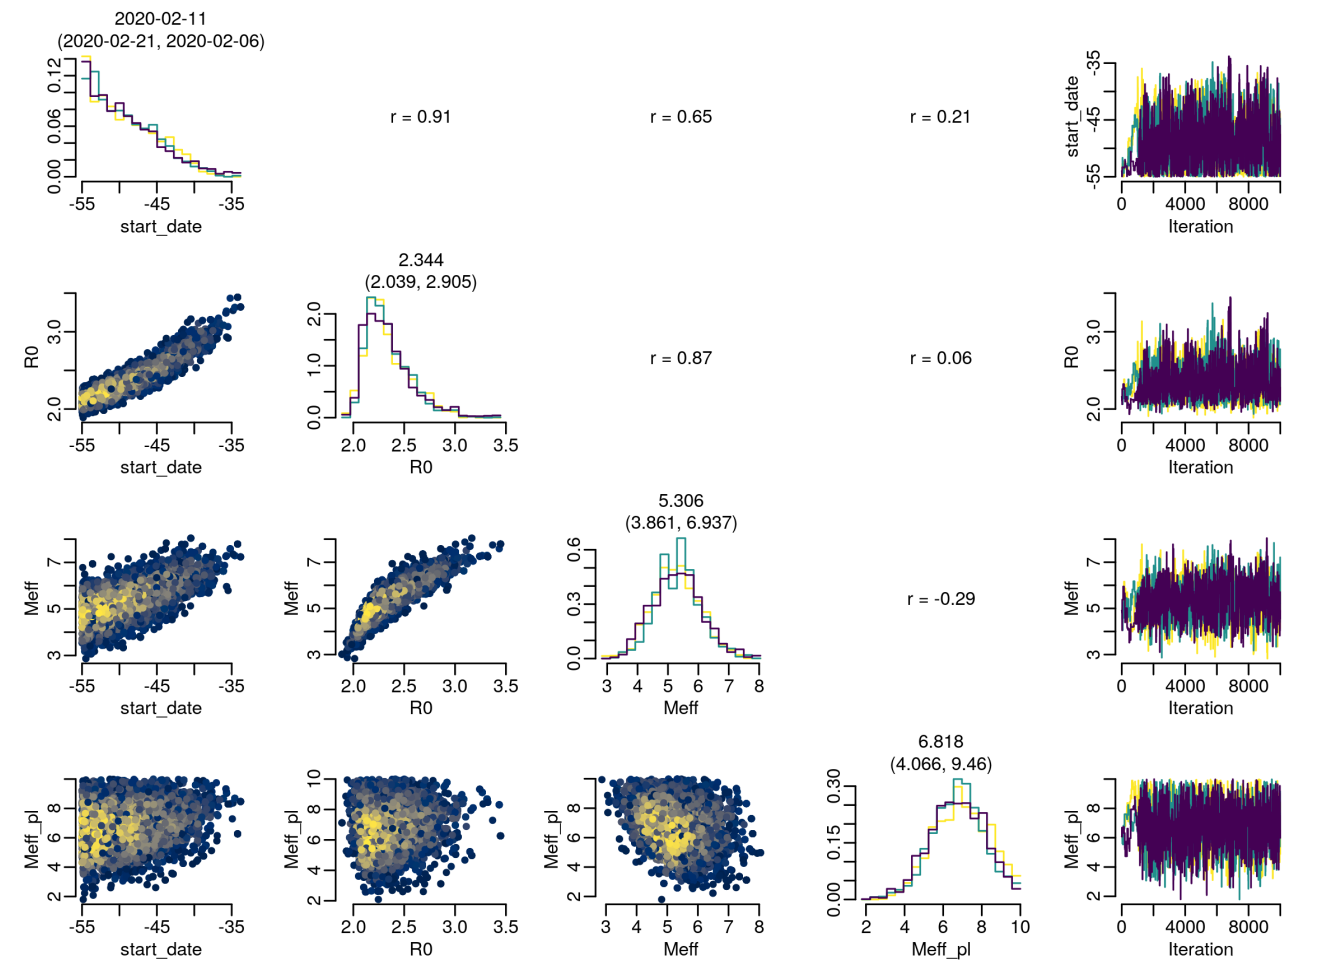 2020-02-11
(2020-02-21, 2020-02-06)
0.00 0.06 0.12
-55 -45 -35
start_date
r = 0.91
r = 0.65
r = 0.21
start_date
-55 -45 -35
0 4000 8000
Iteration
R0
2.0 3.0
-55 -45 -35
start_date
2.344
(2.039, 2.905)
0.0 1.0 2.0
2.0 2.5 3.0 3.5
R0
r = 0.87
r = 0.06
R0
2.0 3.0
0 4000 8000
Iteration
Meff
3 5 7
-55 -45 -35
start_date
Meff
3 5 7
2.0 2.5 3.0 3.5
R0
5.306
(3.861, 6.937)
0.0 0.3 0.6
3 4 5 6 7 8
Meff
r = -0.29
Meff
3 5 7
0 4000 8000
Iteration
Meff_pl
2 4 6 8
-55 -45 -35
start_date
Meff_pl
2 4 6 8 10
2.0 2.5 3.0 3.5
R0
Meff_pl
2 4 6 8
3 4 5 6 7 8
Meff
6.818
(4.066, 9.46)
0.00 0.15 0.30
2 4 6 8 10
Meff_pl
Meff_pl
2 4 6 8
0 4000 8000
Iteration